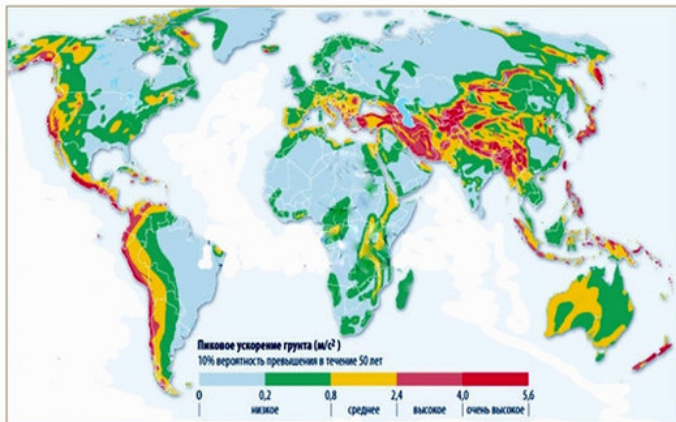 Пиковое ускорение грунта (м/с² )
10% вероятность превышения в течение 50 лет
0 0,2 0,8 2,4 4,0 5,6
низкое среднее высокое очень высокое